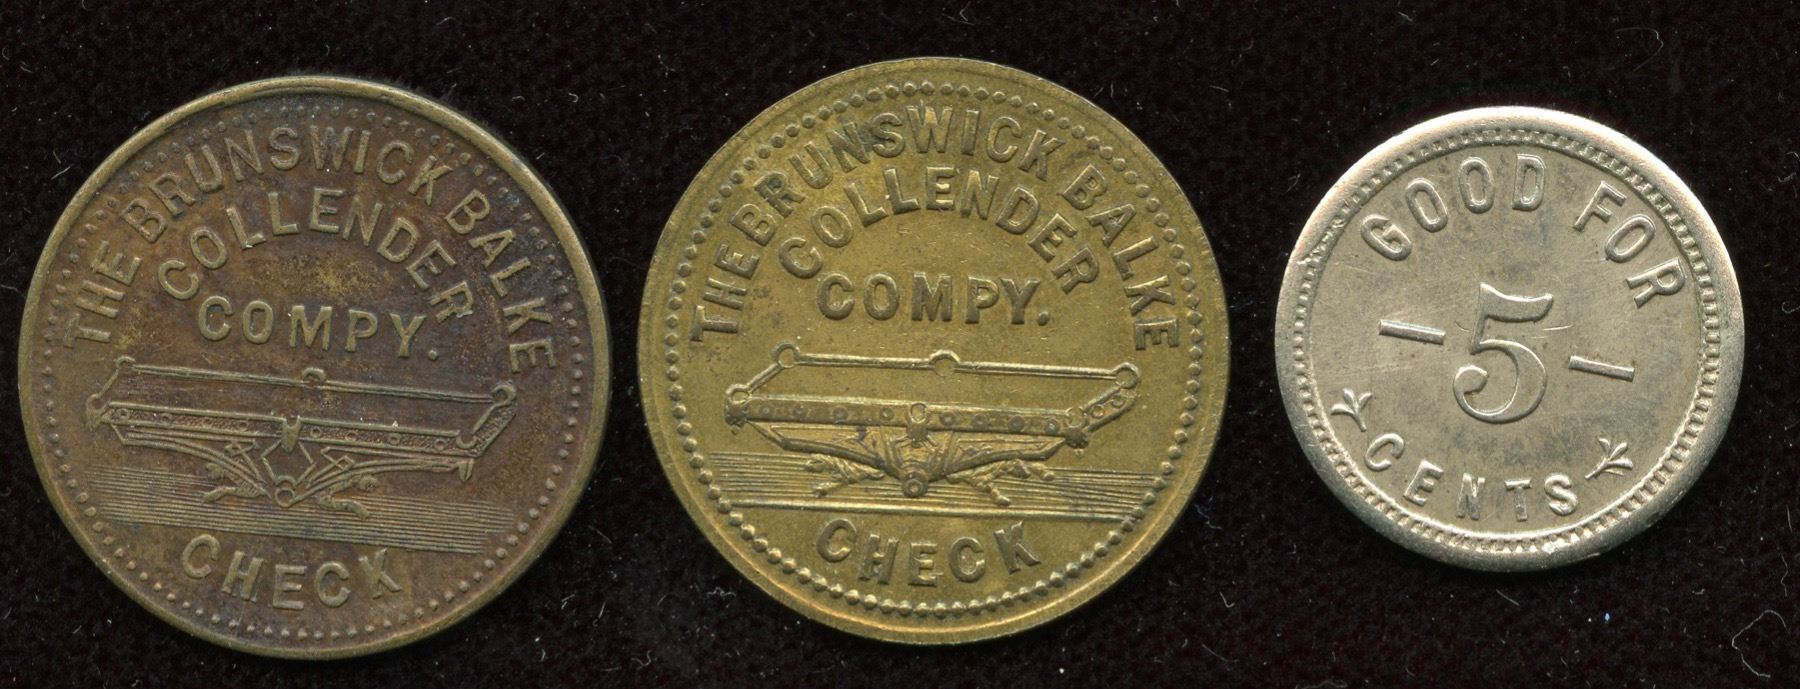 THE BRUNSWICK BALKE
COLLENDER
COMPY.
CHECK
THE BRUNSWICK BALKE
COLLENDER
COMPY.
CHECK
GOOD FOR
- 5 -
CENTS